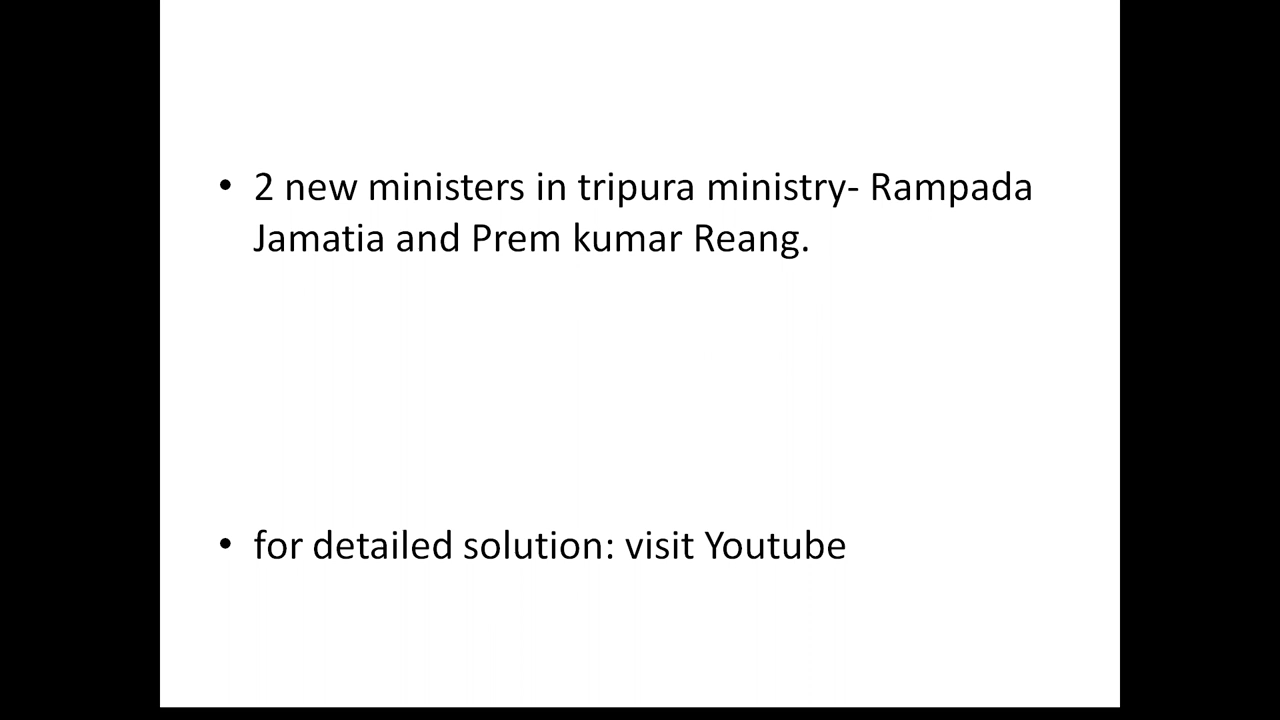 • 2 new ministers in tripura ministry- Rampada
Jamatia and Prem kumar Reang.
• for detailed solution: visit Youtube